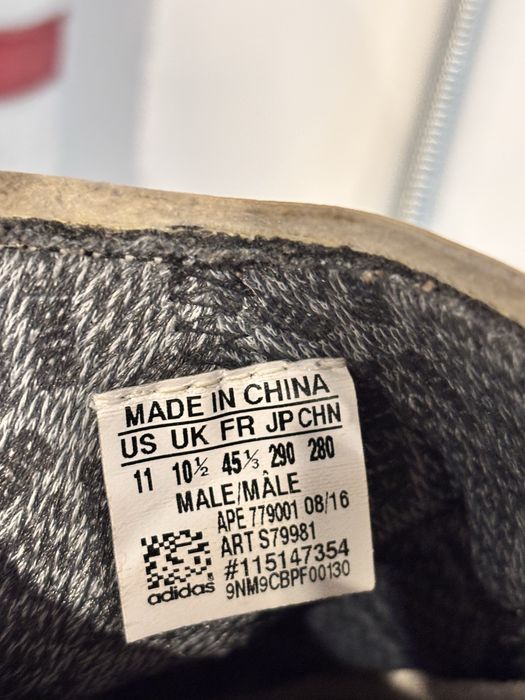 MADE IN CHINA
US UK FR JP CHN
11 10½ 45⅓ 290 280
MALE/MÂLE
APE 779001 08/16
ART S79981
#115147354
9NM9CBPF00130
adidas